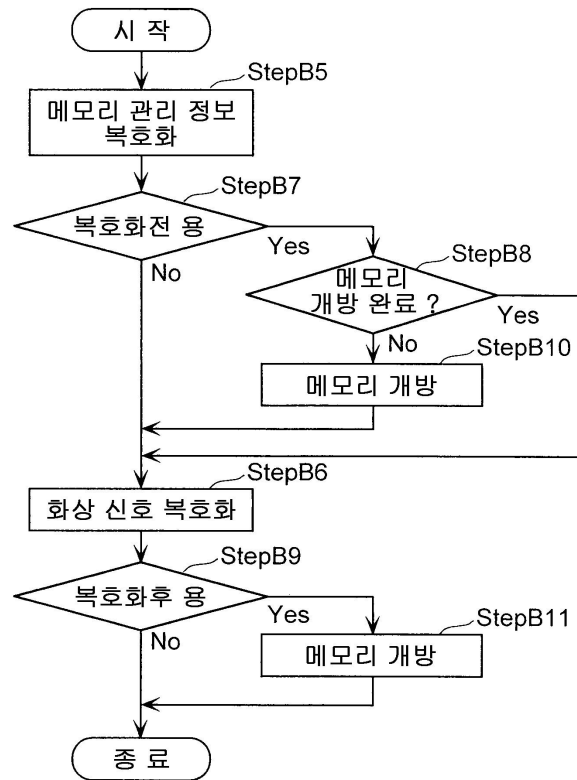 시 작
StepB5
메모리 관리 정보
복호화
StepB7
복호화전 용
Yes
No
StepB8
메모리
개방 완료 ?
Yes
No
StepB10
메모리 개방
StepB6
화상 신호 복호화
StepB9
복호화후 용
Yes
No
StepB11
메모리 개방
종 료